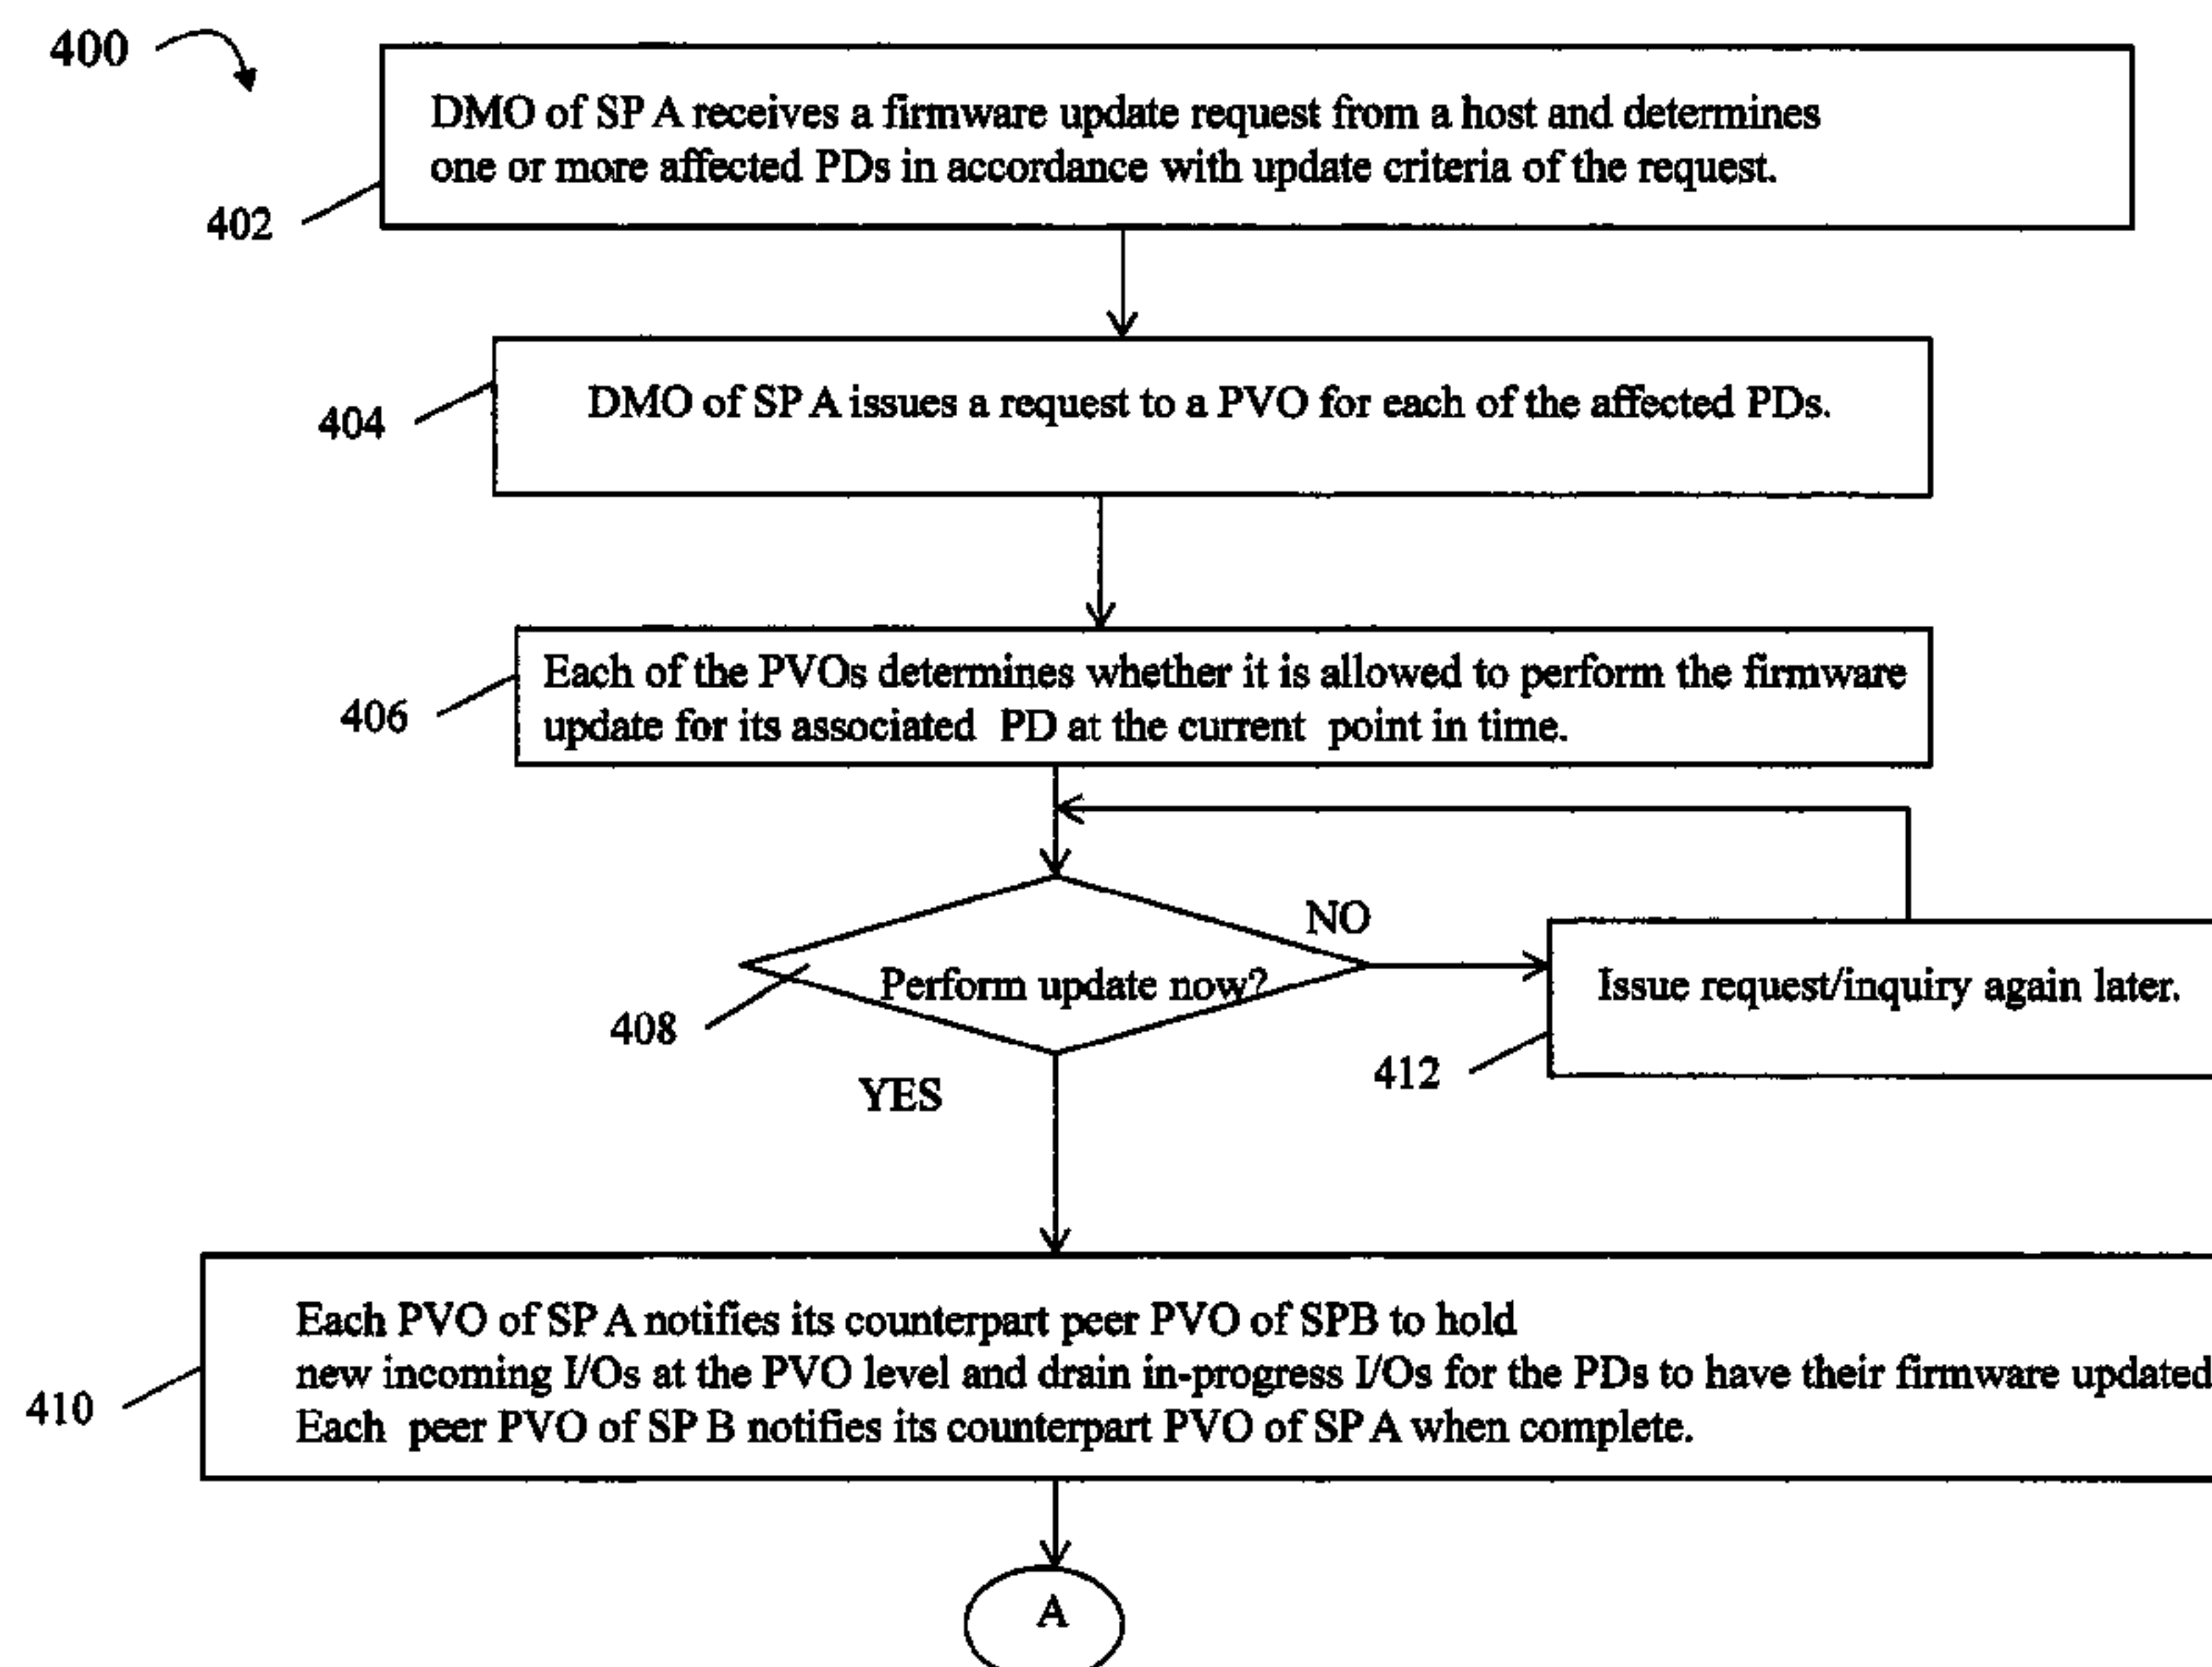 400
DMO of SP A receives a firmware update request from a host and determines
one or more affected PDs in accordance with update criteria of the request.
402
DMO of SP A issues a request to a PVO for each of the affected PDs.
404
Each of the PVOs determines whether it is allowed to perform the firmware
update for its associated PD at the current point in time.
406
NO
Perform update now?
Issue request/inquiry again later.
408
412
YES
Each PVO of SP A notifies its counterpart peer PVO of SPB to hold
new incoming I/Os at the PVO level and drain in-progress I/Os for the PDs to have their firmware updated
Each peer PVO of SP B notifies its counterpart PVO of SP A when complete.
410
A